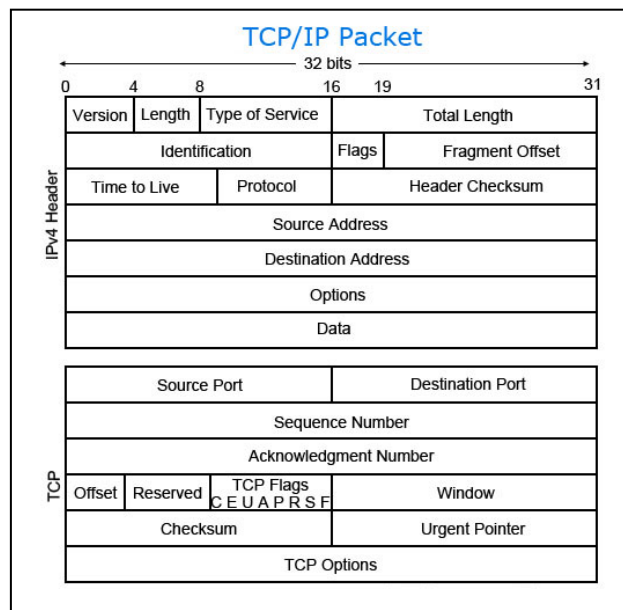 TCP/IP Packet
32 bits
0 4 8 16 19 31
Version Length Type of Service Total Length
Identification Flags Fragment Offset
Time to Live Protocol Header Checksum
Source Address
Destination Address
Options
Data
IPv4 Header
Source Port Destination Port
Sequence Number
Acknowledgment Number
Offset Reserved TCP Flags Window
C E U A P R S F
Checksum Urgent Pointer
TCP Options
TCP